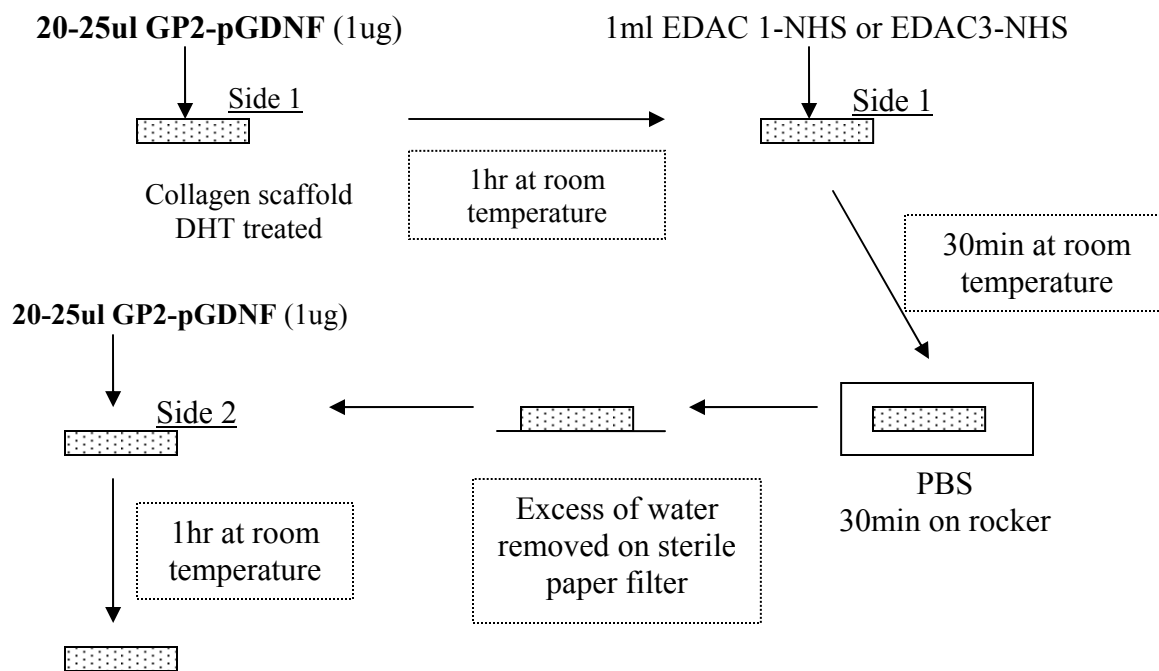 20-25ul GP2-pGDNF (1ug)
1ml EDAC 1-NHS or EDAC3-NHS
Side 1
Side 1
Collagen scaffold
DHT treated
1hr at room
temperature
30min at room
temperature
20-25ul GP2-pGDNF (1ug)
Side 2
PBS
30min on rocker
Excess of water
removed on sterile
paper filter
1hr at room
temperature